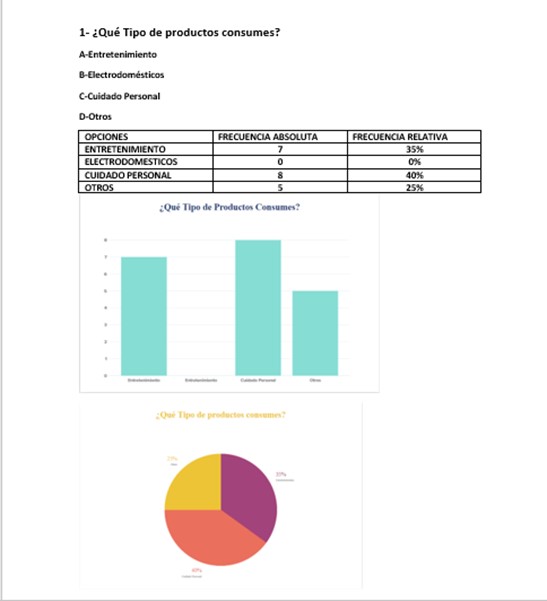 1- ¿Qué Tipo de productos consumes?
A-Entretenimiento
B-Electrodomésticos
C-Cuidado Personal
D-Otros
OPCIONES FRECUENCIA ABSOLUTA FRECUENCIA RELATIVA
ENTRETENIMIENTO 7 35%
ELECTRODOMESTICOS 0 0%
CUIDADO PERSONAL 8 40%
OTROS 5 25%
¿Qué Tipo de Productos Consumes?
8
7
6
5
4
3
2
1
0
Entretenimiento Entretenimiento Cuidado Personal Otros
¿Qué Tipo de productos consumes?
25%
35%
40%
Cuidado Personal